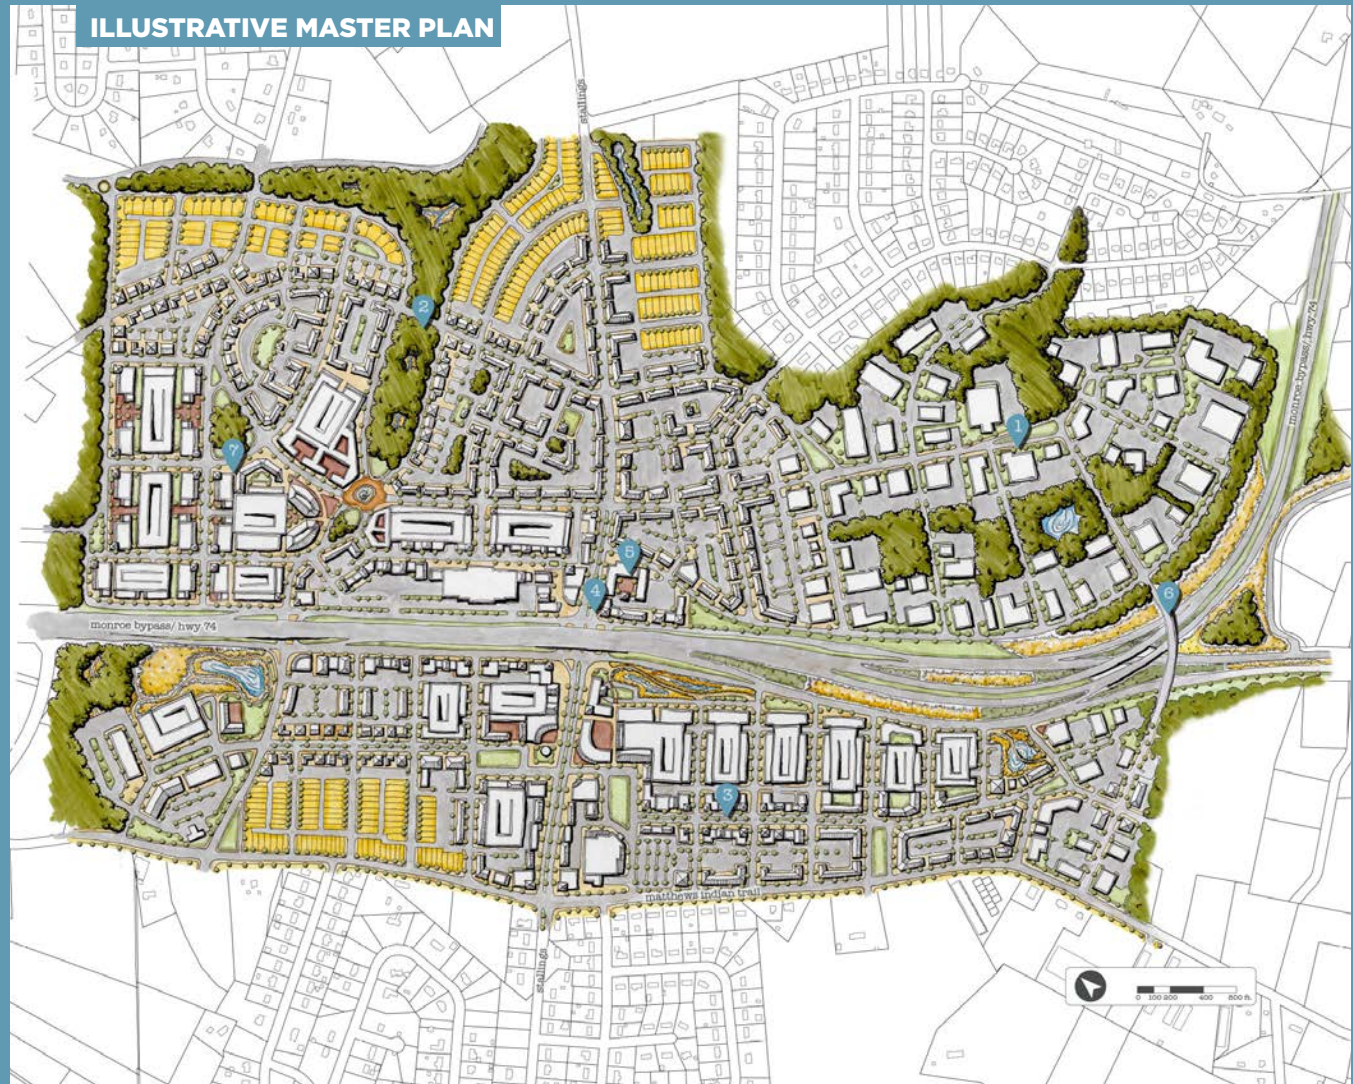 ILLUSTRATIVE MASTER PLAN
stallings
2
monroe bypass/ hwy 74
1
7
5
4
6
monroe bypass/ hwy 74
3
matthews indian trail
stallings
0 100 200 400 800 ft.